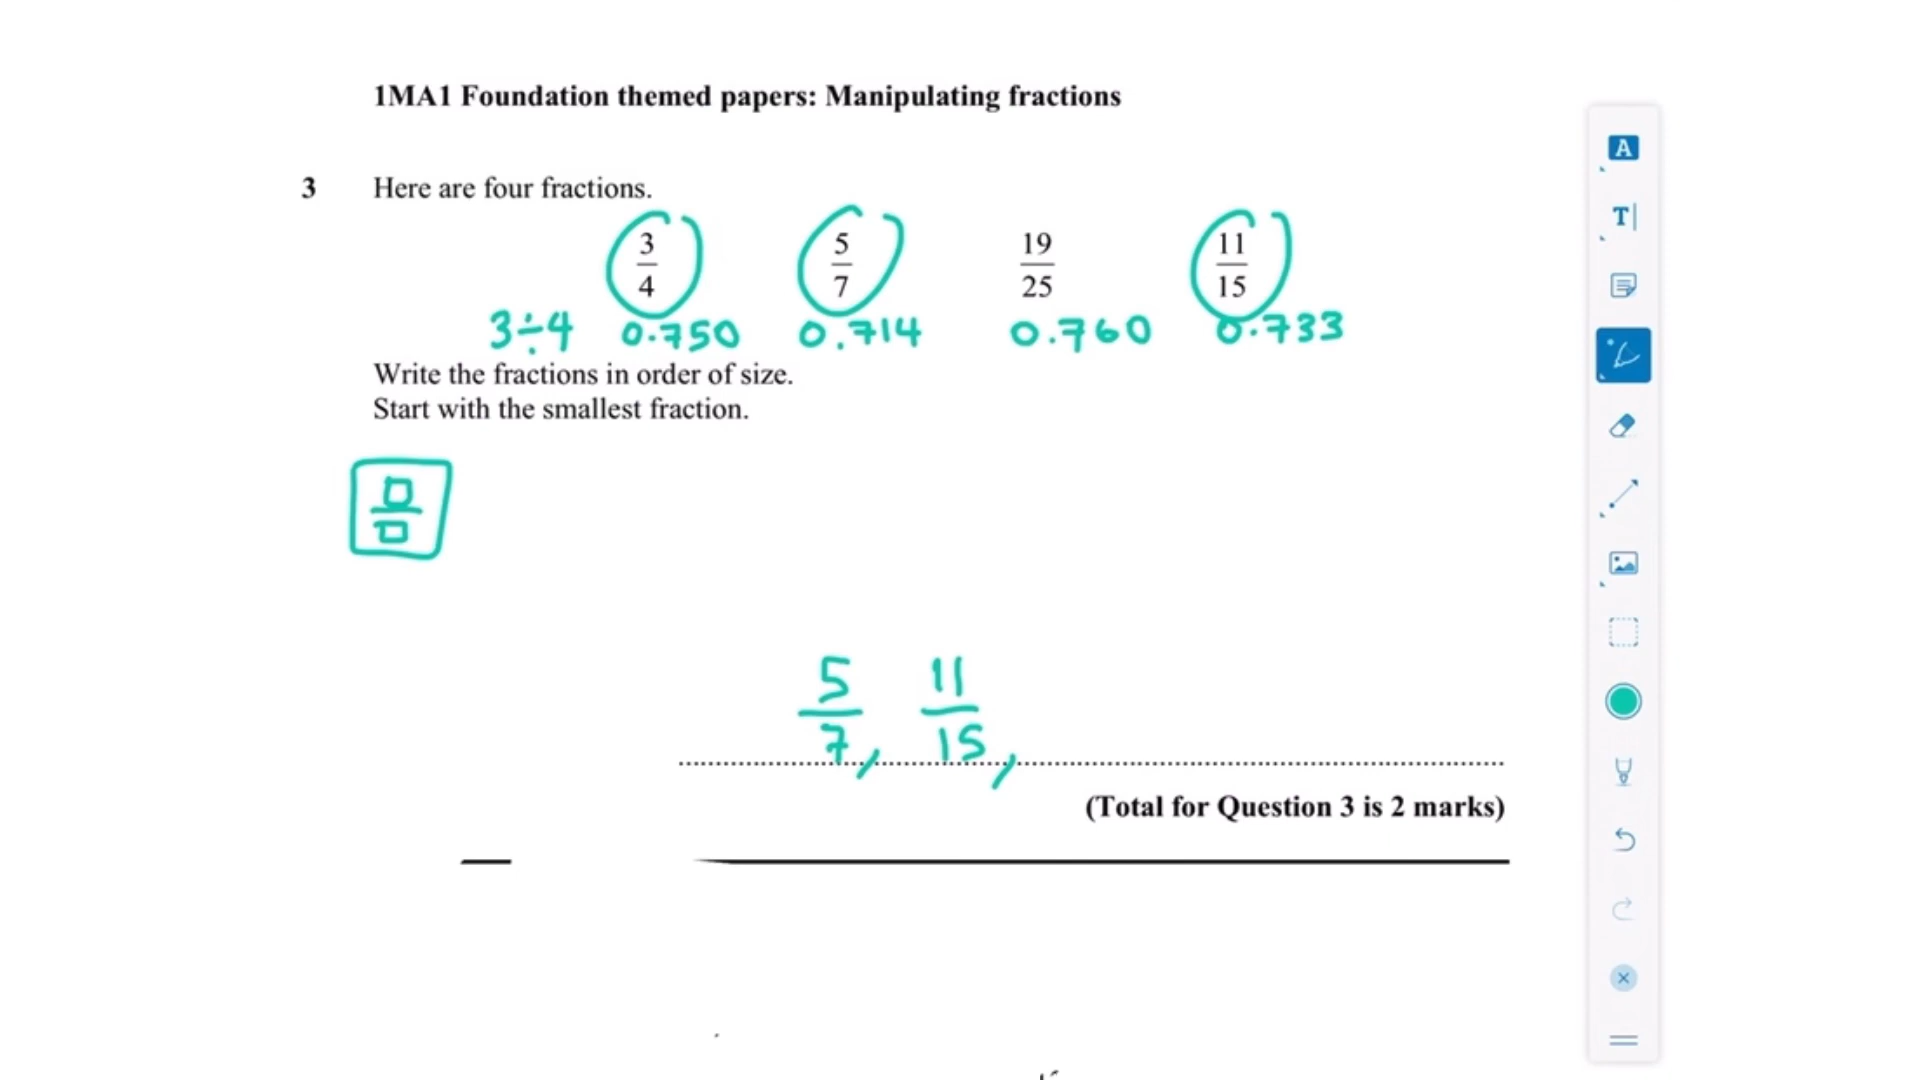 1MA1 Foundation themed papers: Manipulating fractions
3 Here are four fractions.
3/4 5/7 19/25 11/15
3÷4 0.750 0.714 0.760 0.733
Write the fractions in order of size.
Start with the smallest fraction.
5/7, 11/15,
(Total for Question 3 is 2 marks)
A
T